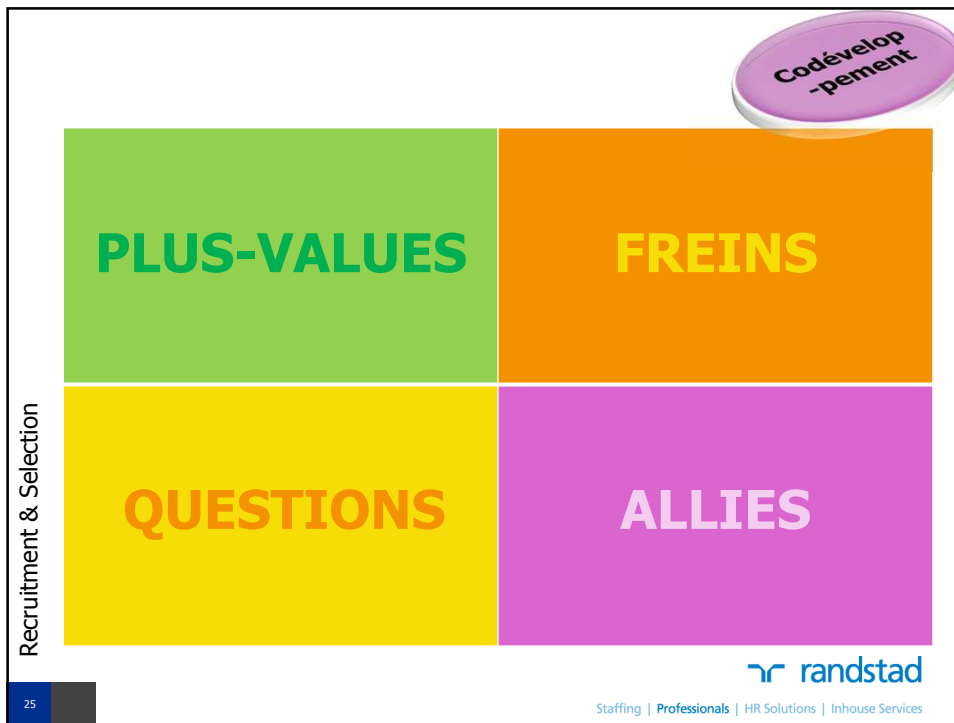 Codévelop
-pement
PLUS-VALUES
FREINS
QUESTIONS
ALLIES
Recruitment & Selection
randstad
25
Staffing | Professionals | HR Solutions | Inhouse Services